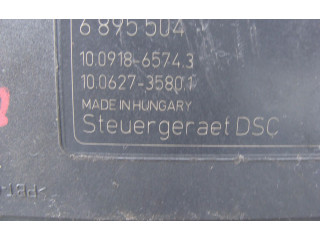 6 895 504
10.0918-6574.3
10.0627-3580.1
MADE IN HUNGARY
Steuergeraet DSC